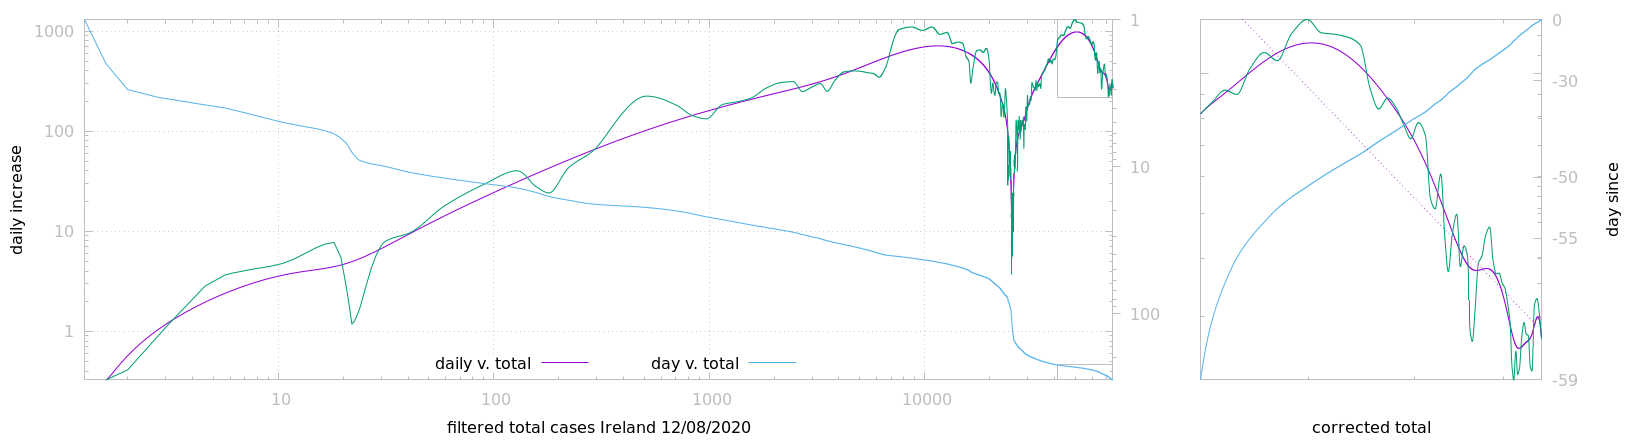 1000
100
10
1
daily increase
daily v. total
day v. total
10
100
1000
10000
filtered total cases Ireland 12/08/2020
1
10
100
0
-30
-50
-55
-59
day since
corrected total